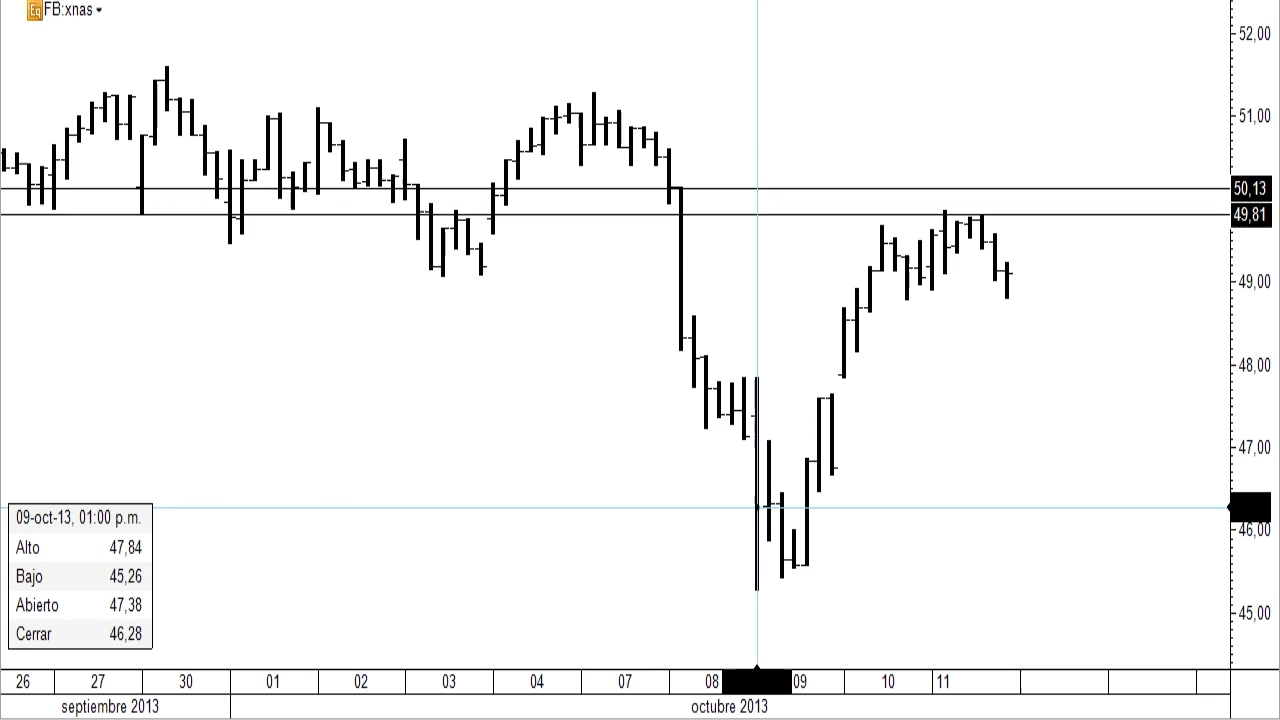 Eq FB:xnas
52,00
51,00
50,13
49,81
49,00
48,00
47,00
46,00
45,00
09-oct-13, 01:00 p.m.
Alto 47,84
Bajo 45,26
Abierto 47,38
Cerrar 46,28
26 27 30 01 02 03 04 07 08 09 10 11
septiembre 2013 octubre 2013